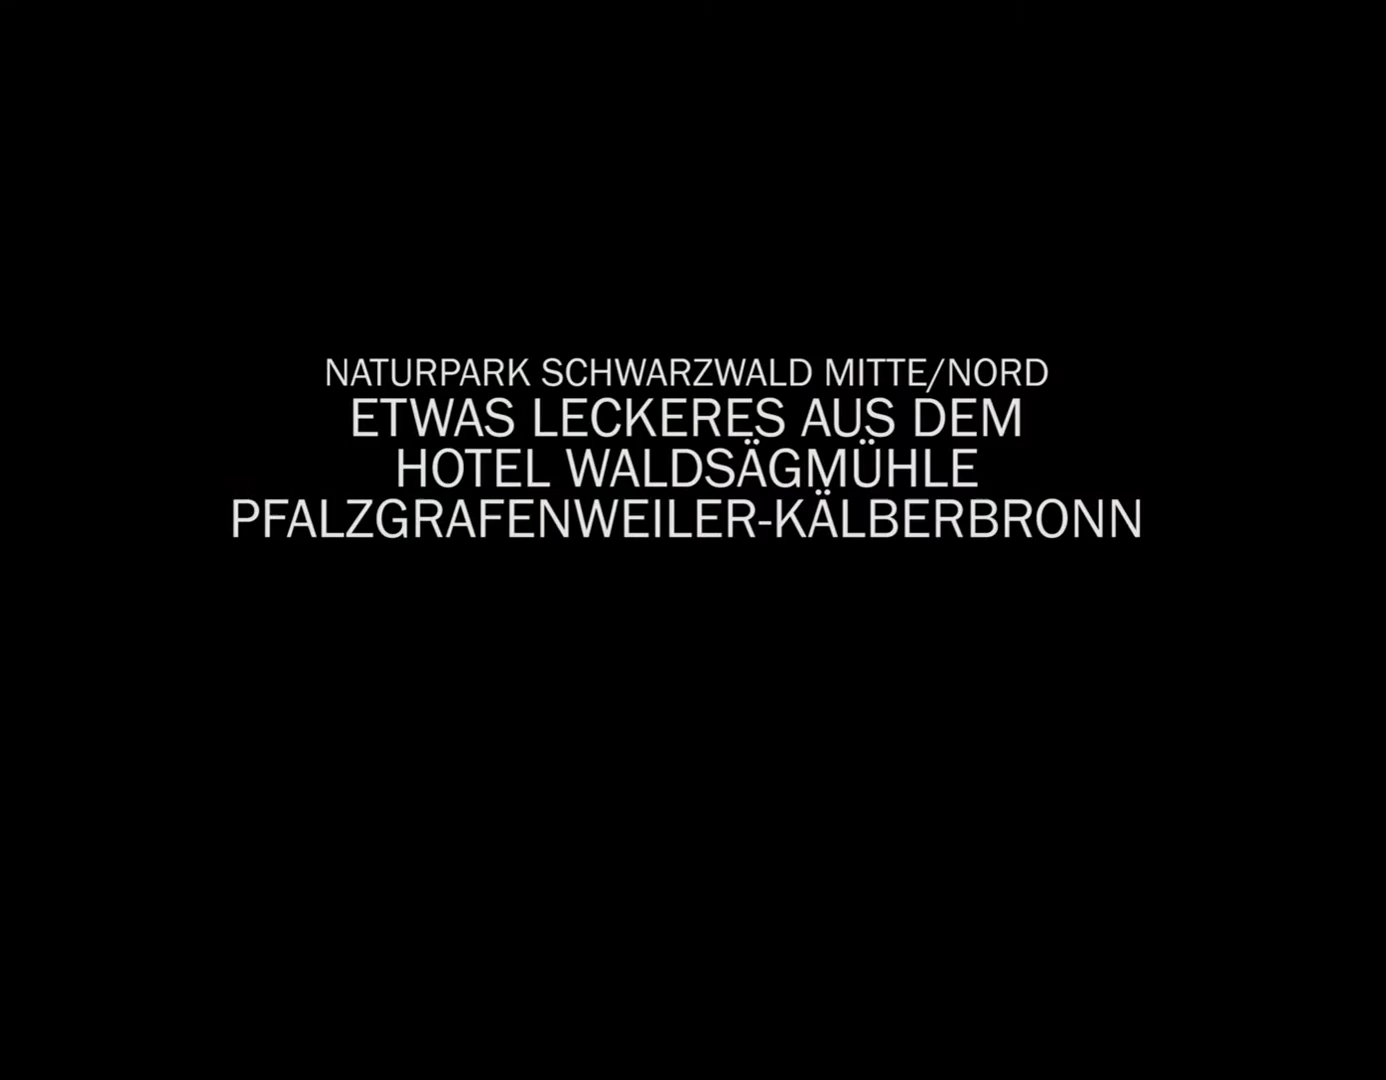 NATURPARK SCHWARZWALD MITTE/NORD
ETWAS LECKERES AUS DEM
HOTEL WALDSÄGMÜHLE
PFALZGRAFENWEILER-KÄLBERBRONN